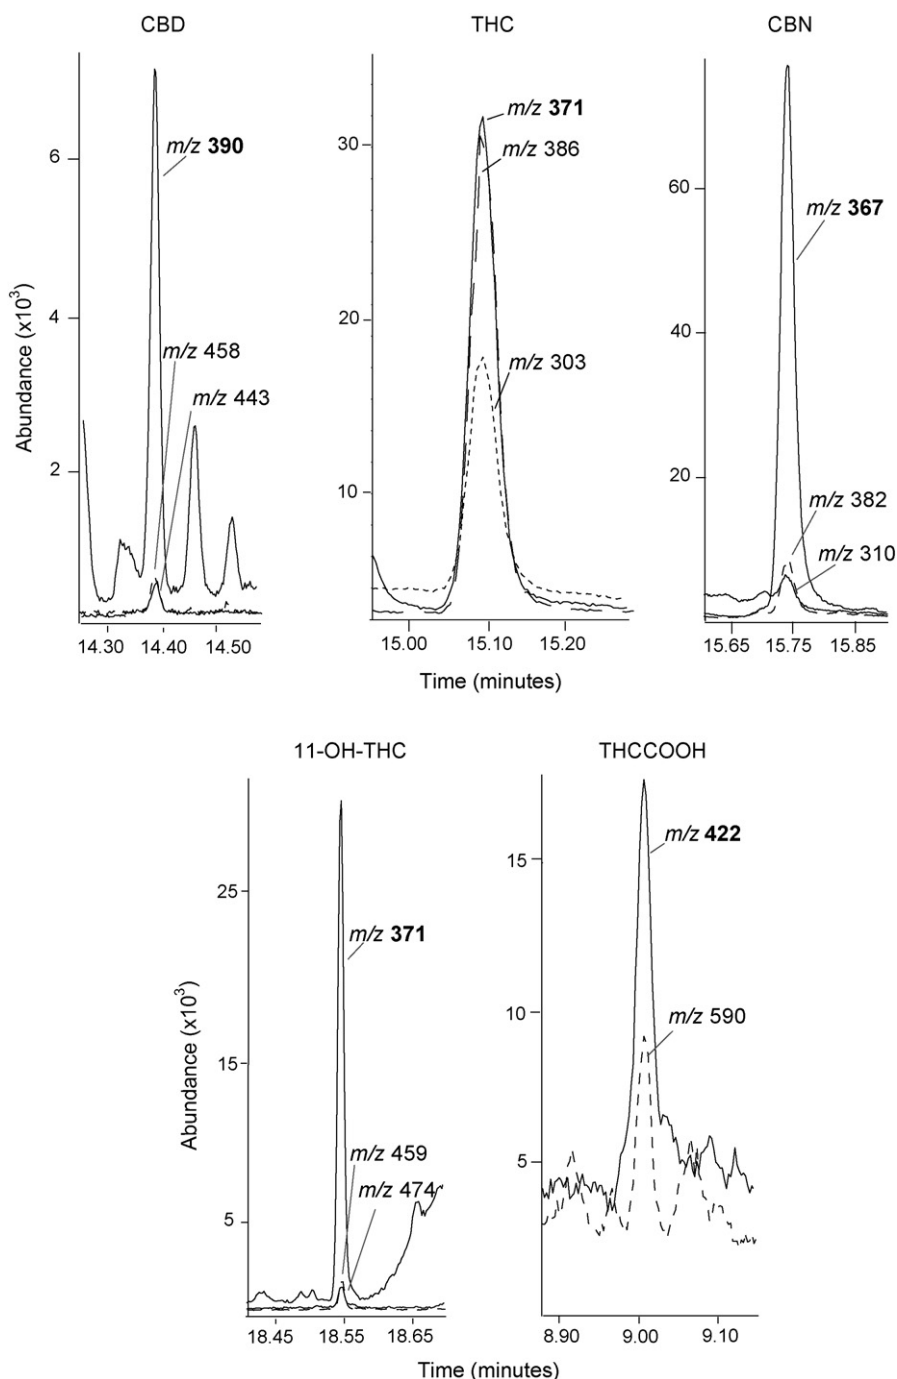 CBD
THC
CBN
m/z 390
m/z 458
m/z 443
6
4
2
14.30 14.40 14.50
m/z 371
m/z 386
m/z 303
30
20
10
15.00 15.10 15.20
m/z 367
m/z 382
m/z 310
60
40
20
15.65 15.75 15.85
Abundance (x10³)
Time (minutes)
11-OH-THC
THCCOOH
m/z 371
m/z 459
m/z 474
25
15
5
18.45 18.55 18.65
m/z 422
m/z 590
15
10
5
8.90 9.00 9.10
Abundance (x10³)
Time (minutes)